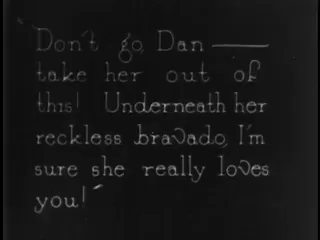 Don't go, Dan ——
take her out of
this! Underneath her
reckless bravado, I'm
sure she really loves
you!"